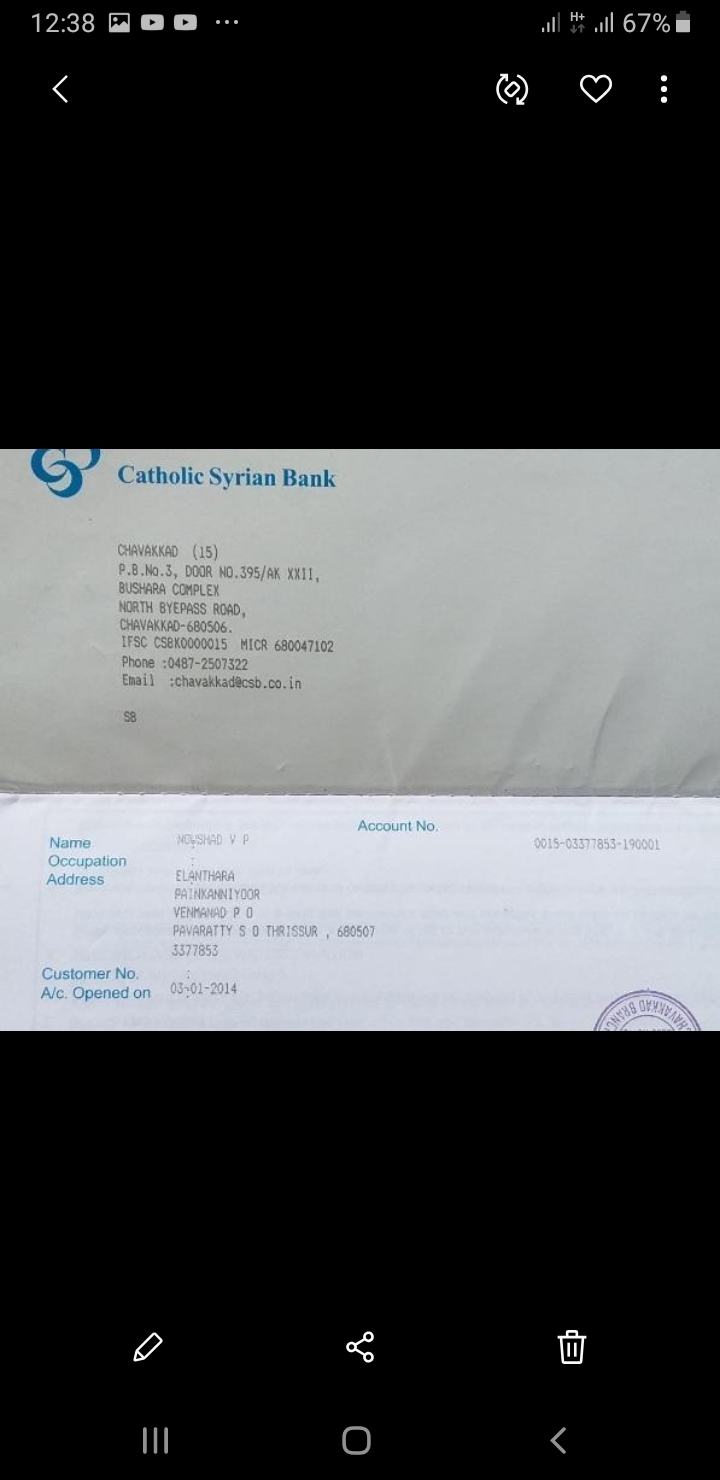 12:38
67%
Catholic Syrian Bank
CHAVAKKAD (15)
P.B.No.3, DOOR NO.395/AK XXII,
BUSHARA COMPLEX
NORTH BYEPASS ROAD,
CHAVAKKAD-680506.
IFSC CSBK0000015 MICR 680047102
Phone :0487-2507322
Email :chavakkad@csb.co.in
SB
Account No.
Name NOWSHAD V P 0015-03377853-190001
Occupation :
Address ELANTHARA
PAINKANNIYOOR
VENMANAD P O
PAVARATTY S O THRISSUR , 680507
3377853
Customer No. :
A/c. Opened on 03-01-2014
CHAVAKKAD BRANCH